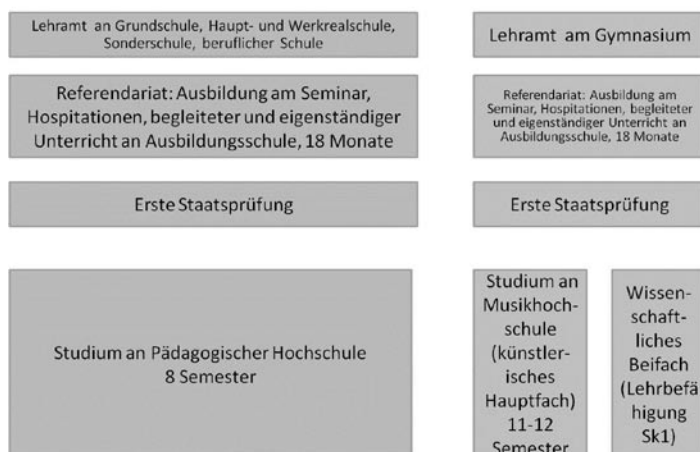 Lehramt an Grundschule, Haupt- und Werkrealschule,
Sonderschule, beruflicher Schule
Referendariat: Ausbildung am Seminar,
Hospitationen, begleiteter und eigenständiger
Unterricht an Ausbildungsschule, 18 Monate
Erste Staatsprüfung
Studium an Pädagogischer Hochschule
8 Semester
Lehramt am Gymnasium
Referendariat: Ausbildung am
Seminar, Hospitationen, begleiteter
und eigenständiger Unterricht an
Ausbildungsschule, 18 Monate
Erste Staatsprüfung
Studium an
Musikhoch-
schule
(künstler-
isches
Hauptfach)
11-12
Semester
Wissen-
schaft-
liches
Beifach
(Lehrbefä
higung
Sk1)